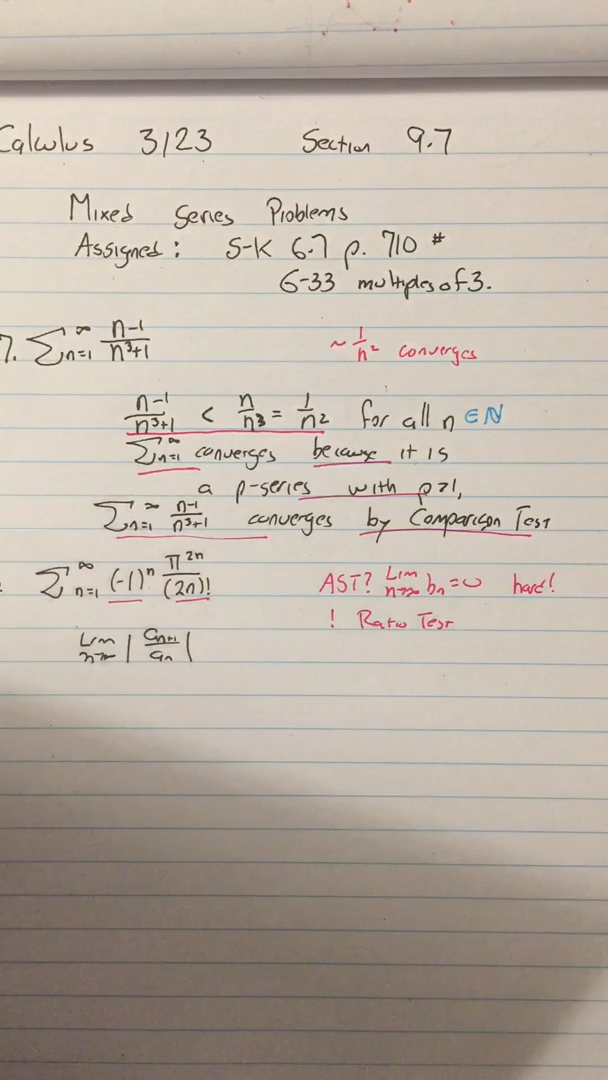 Calculus 3/23 Section 9.7
Mixed Series Problems
Assigned: S-K 6.7 p. 710 #
6-33 multiples of 3.
7. ∑ₙ₌₁^∞ (n-1)/(n³+1) ~ 1/n² converges
(n-1)/(n³+1) < n/n³ = 1/n² for all n ∈ ℕ
∑ₙ₌₁^∞ converges because it is
a p-series with p>1,
∑ₙ₌₁^∞ (n-1)/(n³+1) converges by Comparison Test
∑ₙ₌₁^∞ (-1)ⁿ π²ⁿ/(2n)! AST? Lim n→∞ bₙ = 0 hard!
! Ratio Test
Lim n→∞ | aₙ₊₁/aₙ |